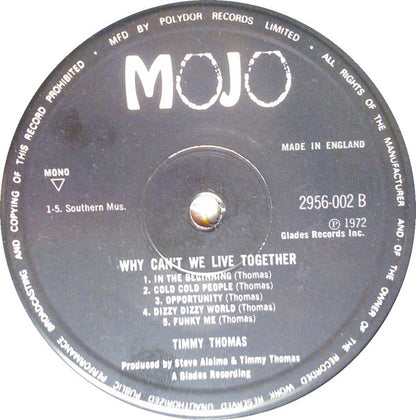 MFD BY POLYDOR RECORDS LIMITED • ALL RIGHTS OF THE MANUFACTURER AND OF THE OWNER OF THE RECORDED WORK RESERVED UNAUTHORIZED PUBLIC PERFORMANCE BROADCASTING AND COPYING OF THIS RECORD PROHIBITED •
MOJO
MADE IN ENGLAND
MONO
1-5. Southern Mus.
2956-002 B
Ⓟ 1972
Glades Records Inc.
WHY CAN'T WE LIVE TOGETHER
1. IN THE BEGINNING (Thomas)
2. COLD COLD PEOPLE (Thomas)
3. OPPORTUNITY (Thomas)
4. DIZZY DIZZY WORLD (Thomas)
5. FUNKY ME (Thomas)
TIMMY THOMAS
Produced by Steve Alaimo & Timmy Thomas
A Glades Recording